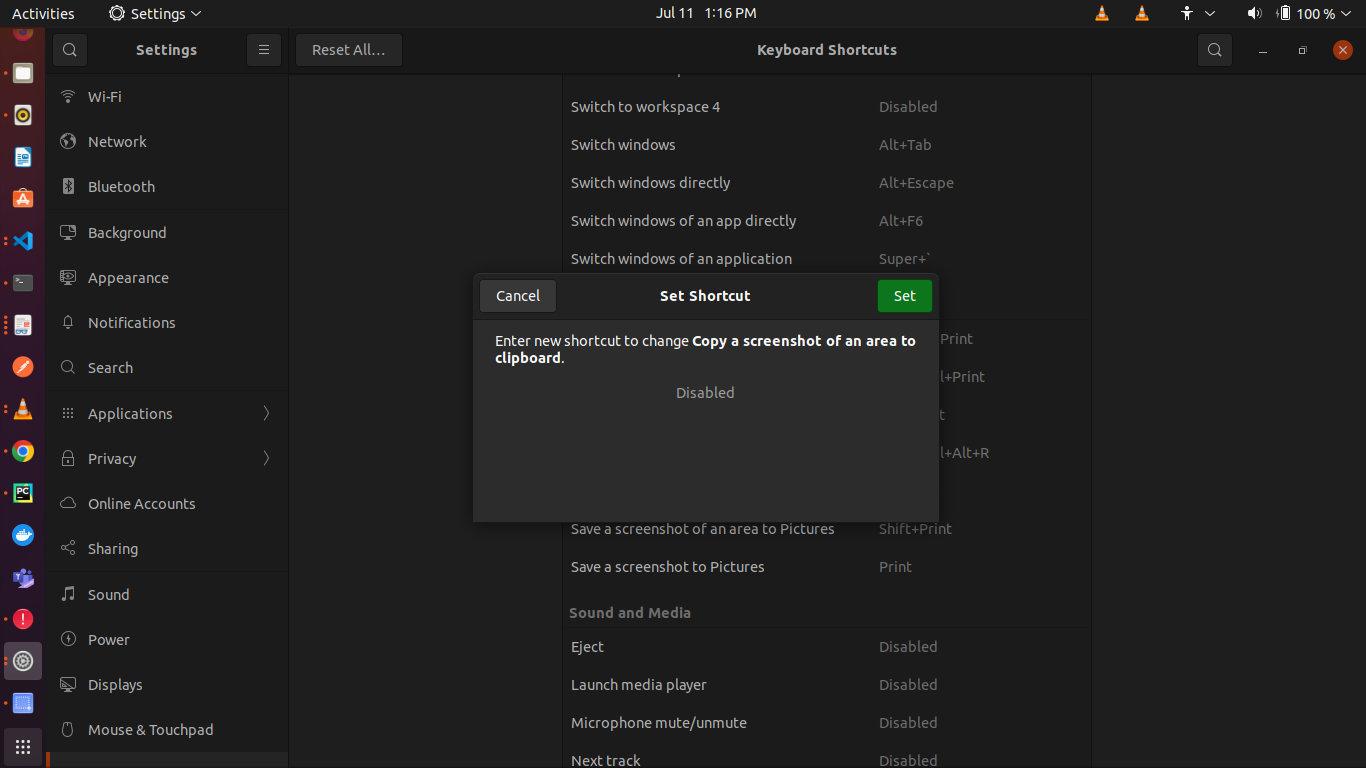 Activities
Settings
Jul 11 1:16 PM
100 %
Settings
Reset All…
Keyboard Shortcuts
Wi-Fi
Network
Bluetooth
Background
Appearance
Notifications
Search
Applications
Privacy
Online Accounts
Sharing
Sound
Power
Displays
Mouse & Touchpad
Switch to workspace 4 Disabled
Switch windows Alt+Tab
Switch windows directly Alt+Escape
Switch windows of an app directly Alt+F6
Switch windows of an application Super+`
Cancel
Set Shortcut
Set
Enter new shortcut to change Copy a screenshot of an area to
clipboard.
Disabled
Print
l+Print
t
l+Alt+R
Save a screenshot of an area to Pictures Shift+Print
Save a screenshot to Pictures Print
Sound and Media
Eject Disabled
Launch media player Disabled
Microphone mute/unmute Disabled
Next track Disabled